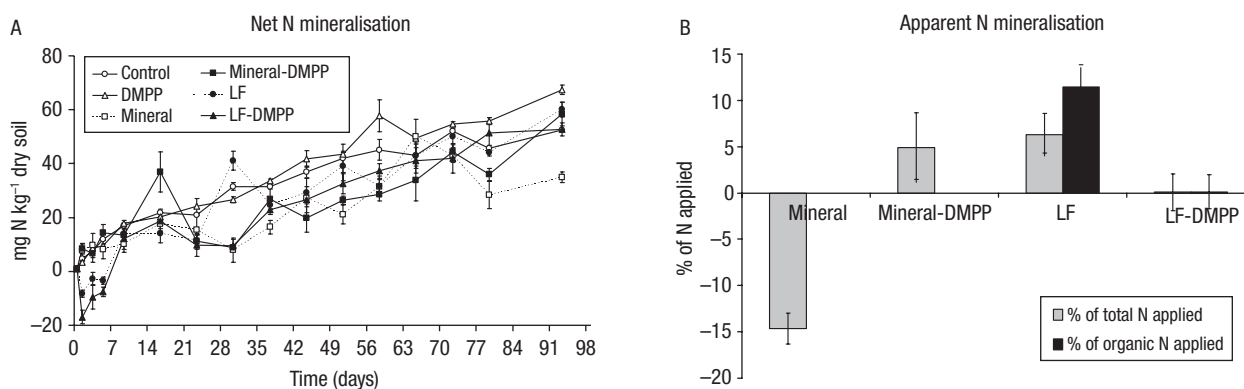 A
Net N mineralisation
80
60
40
20
0
−20
mg N kg−1 dry soil
Control
DMPP
Mineral
Mineral-DMPP
LF
LF-DMPP
0 7 14 21 28 35 42 49 56 63 70 77 84 91 98
Time (days)
B
Apparent N mineralisation
15
10
5
0
−5
−10
−15
−20
% of N applied
Mineral
Mineral-DMPP
LF
LF-DMPP
% of total N applied
% of organic N applied